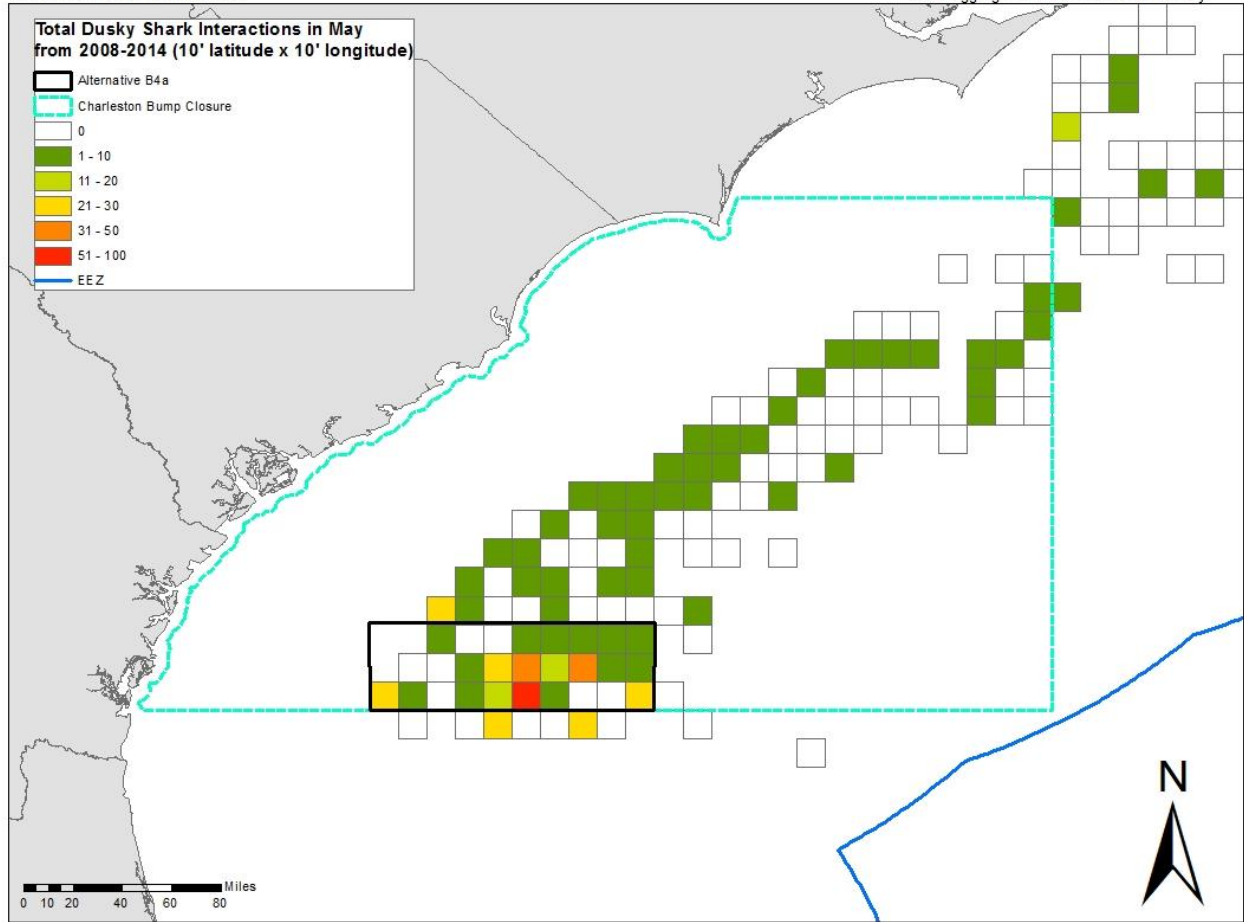 Total Dusky Shark Interactions in May
from 2008-2014 (10' latitude x 10' longitude)
Alternative B4a
Charleston Bump Closure
0
1 - 10
11 - 20
21 - 30
31 - 50
51 - 100
EEZ
N
Miles
0 10 20 40 60 80